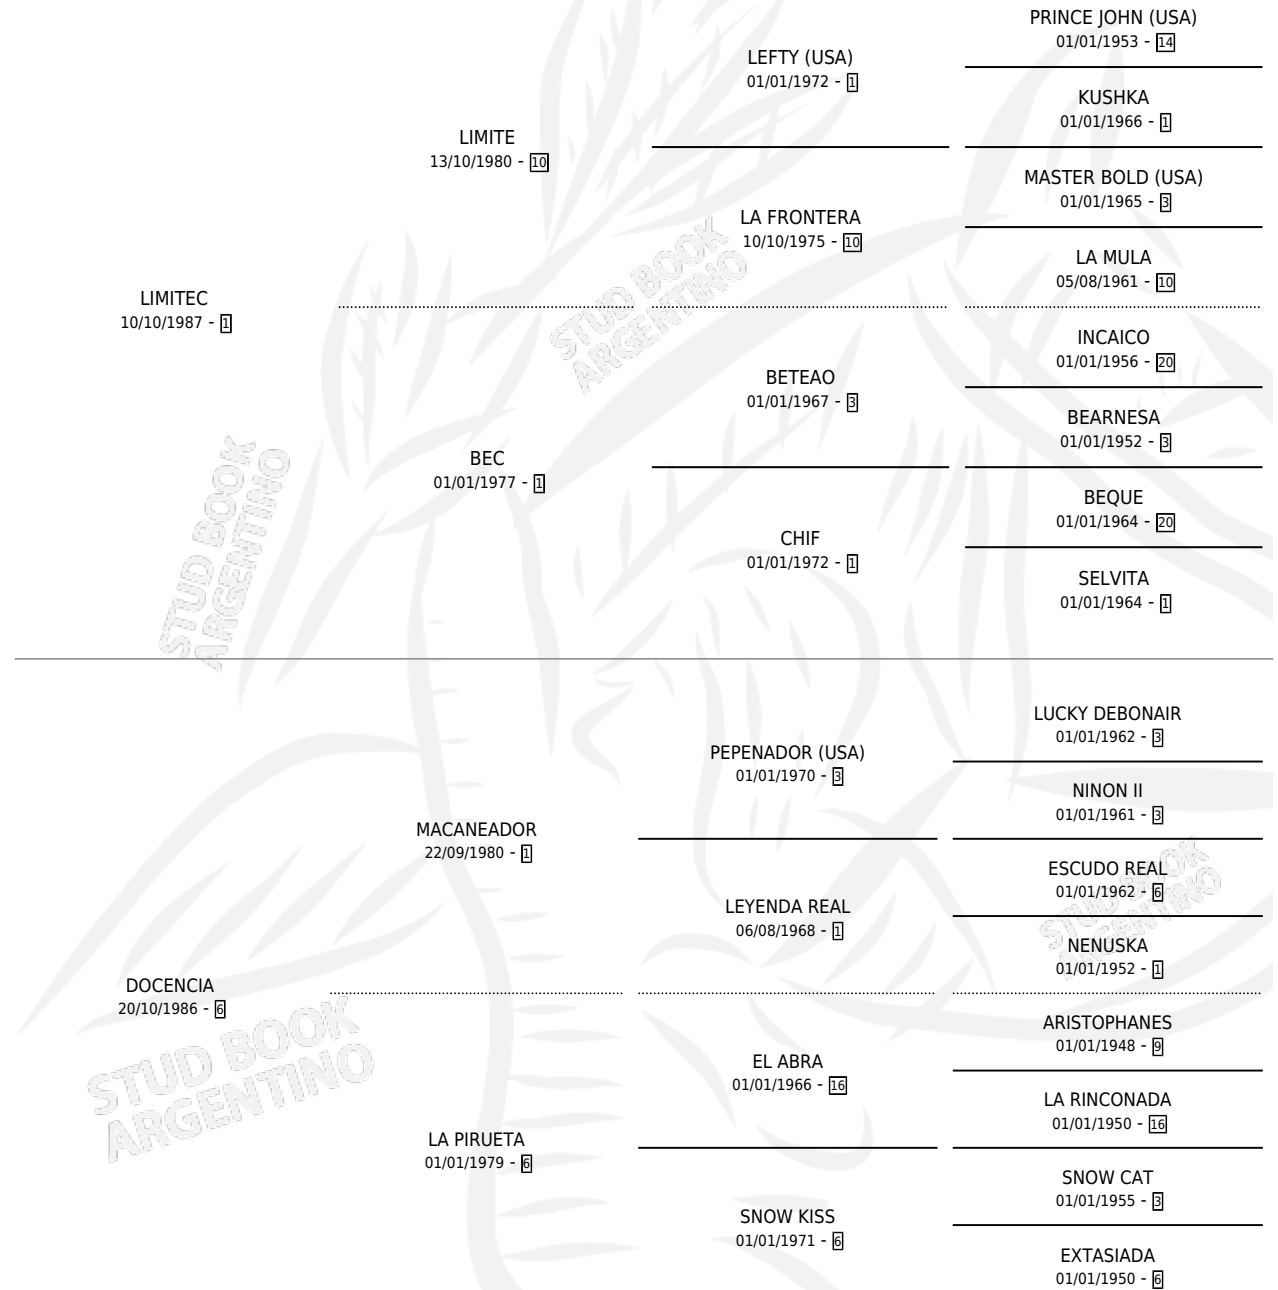 PRINCE JOHN (USA)
01/01/1953 - 14
LEFTY (USA)
01/01/1972 - 1
KUSHKA
01/01/1966 - 1
LIMITE
13/10/1980 - 10
MASTER BOLD (USA)
01/01/1965 - 3
LA FRONTERA
10/10/1975 - 10
LA MULA
05/08/1961 - 10
LIMITEC
10/10/1987 - 1
INCAICO
01/01/1956 - 20
BETEAO
01/01/1967 - 3
BEARNESA
01/01/1952 - 3
BEC
01/01/1977 - 1
BEQUE
01/01/1964 - 20
CHIF
01/01/1972 - 1
SELVITA
01/01/1964 - 1
STUD BOOK
ARGENTINO
STUD BOOK
ARGENTINO
LUCKY DEBONAIR
01/01/1962 - 3
PEPENADOR (USA)
01/01/1970 - 3
NINON II
01/01/1961 - 3
MACANEADOR
22/09/1980 - 1
ESCUDO REAL
01/01/1962 - 6
LEYENDA REAL
06/08/1968 - 1
NENUSKA
01/01/1952 - 1
DOCENCIA
20/10/1986 - 6
ARISTOPHANES
01/01/1948 - 9
EL ABRA
01/01/1966 - 16
LA RINCONADA
01/01/1950 - 16
LA PIRUETA
01/01/1979 - 6
SNOW CAT
01/01/1955 - 3
SNOW KISS
01/01/1971 - 6
EXTASIADA
01/01/1950 - 6
STUD BOOK
ARGENTINO
STUD BOOK
ARGENTINO